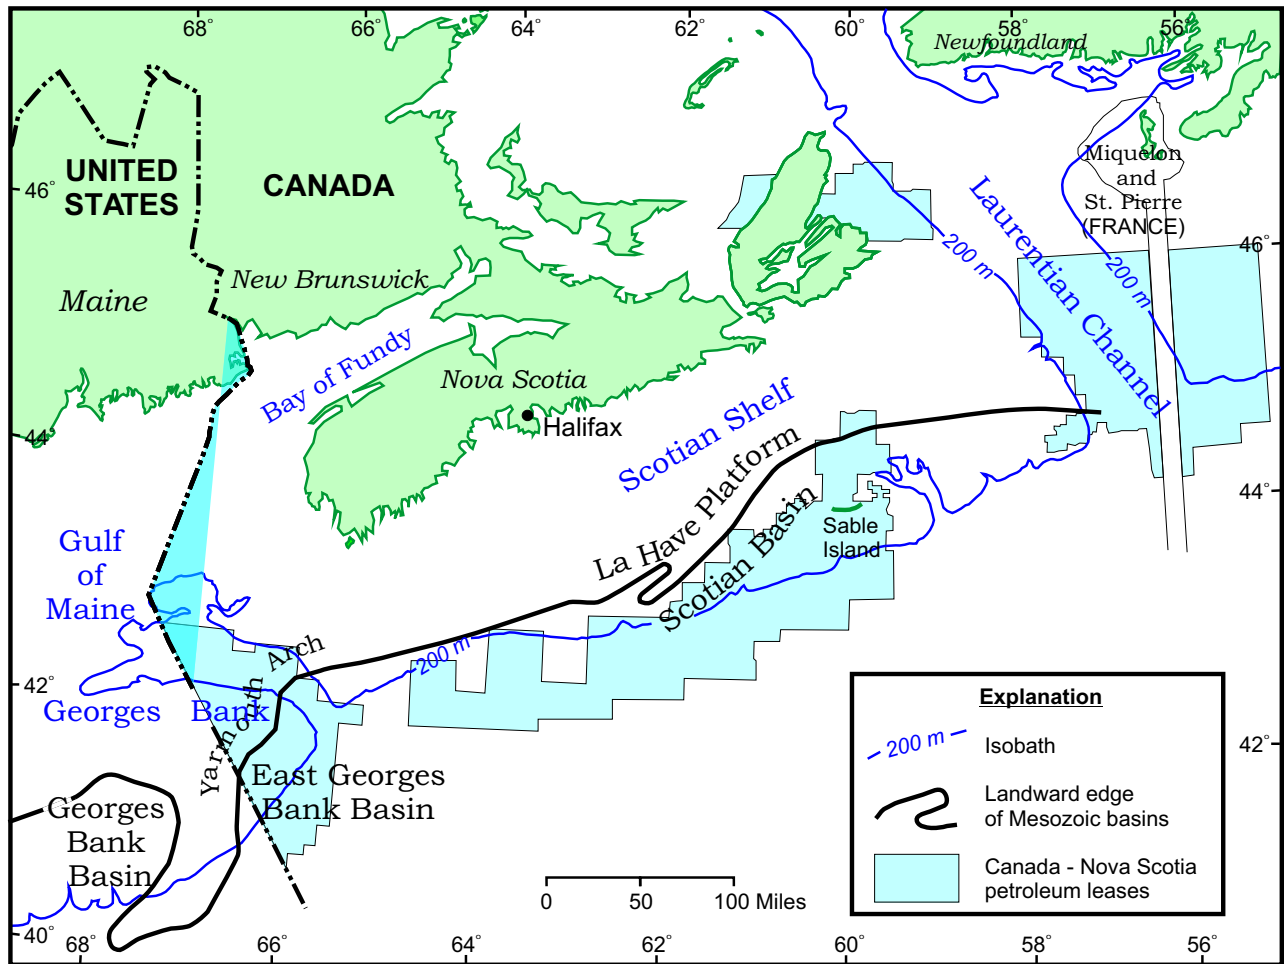 68°
66°
64°
62°
60°
58°
56°
Newfoundland
UNITED
STATES
CANADA
46°
Miquelon
and
St. Pierre
(FRANCE)
46°
Laurentian Channel
200 m
200 m
New Brunswick
Maine
Bay of Fundy
Nova Scotia
Halifax
Scotian Shelf
44°
44°
La Have Platform
Scotian Basin
Sable
Island
Gulf
of
Maine
Yarmouth Arch
200 m
42°
42°
Georges Bank
East Georges
Bank Basin
Georges
Bank
Basin
0
50
100 Miles
Explanation
200 m
Isobath
Landward edge
of Mesozoic basins
Canada - Nova Scotia
petroleum leases
40°
68°
66°
64°
62°
60°
58°
56°